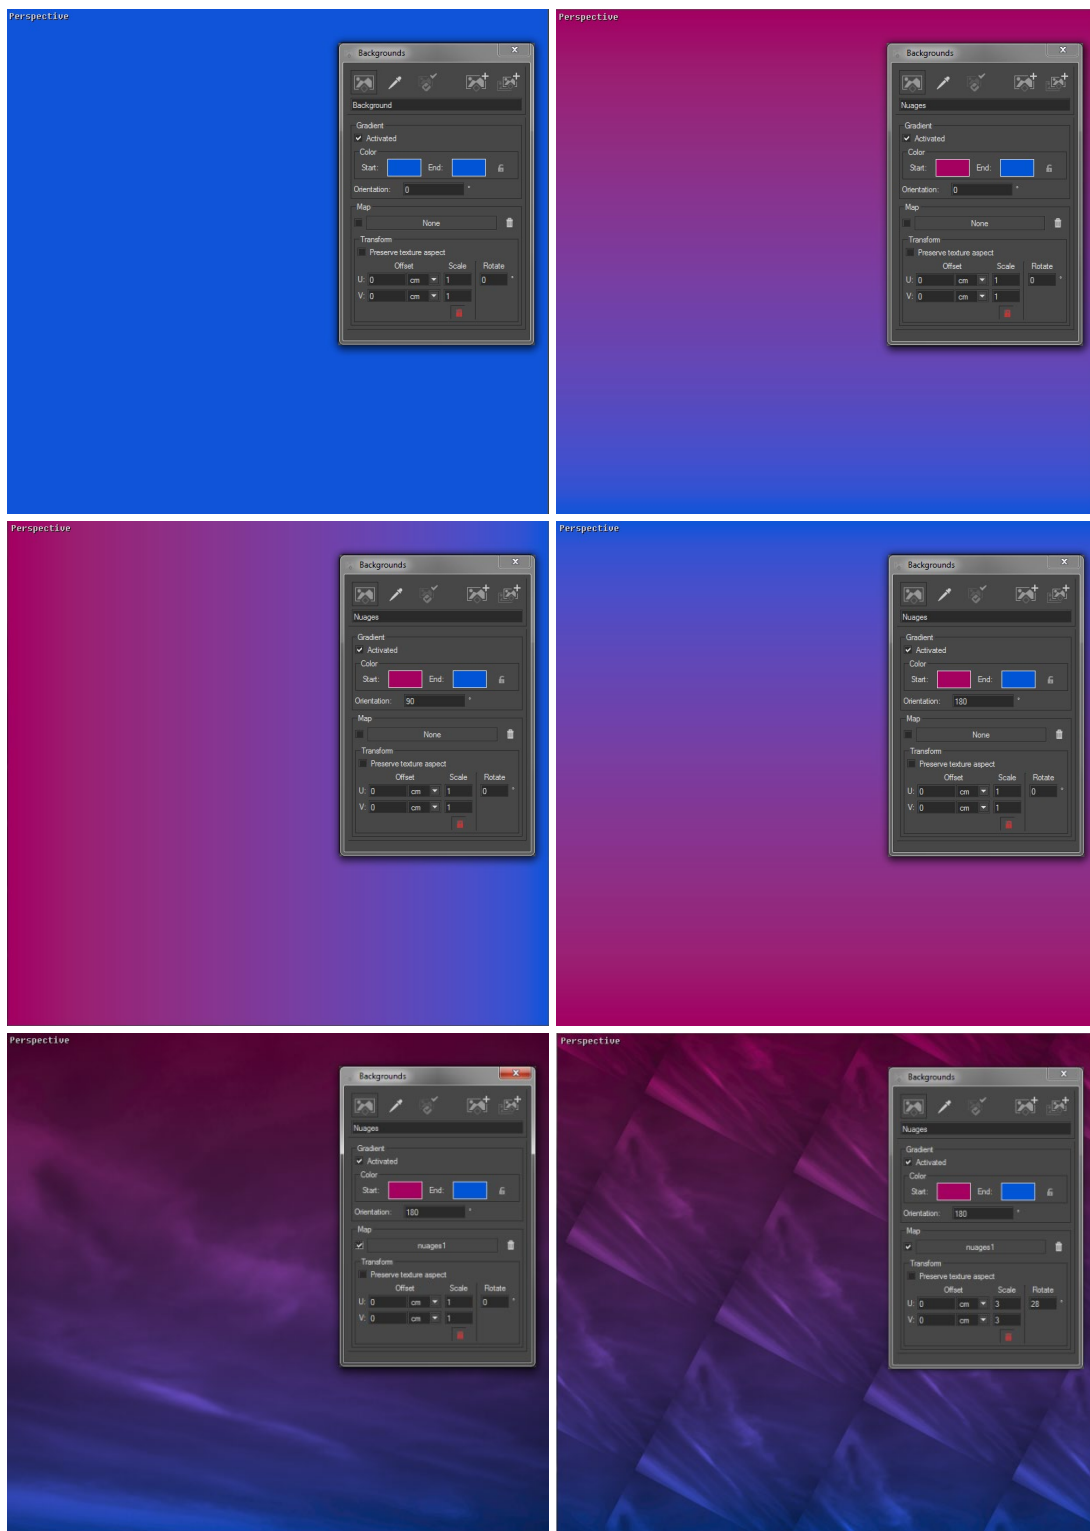 Perspective
Backgrounds
Background
Gradient
Activated
Color
Start: End:
Orientation: 0 °
Map
None
Transform
Preserve texture aspect
Offset Scale Rotate
U: 0 cm 1 0 °
V: 0 cm 1
Perspective
Backgrounds
Nuages
Gradient
Activated
Color
Start: End:
Orientation: 0 °
Map
None
Transform
Preserve texture aspect
Offset Scale Rotate
U: 0 cm 1 0 °
V: 0 cm 1
Perspective
Backgrounds
Nuages
Gradient
Activated
Color
Start: End:
Orientation: 90 °
Map
None
Transform
Preserve texture aspect
Offset Scale Rotate
U: 0 cm 1 0 °
V: 0 cm 1
Perspective
Backgrounds
Nuages
Gradient
Activated
Color
Start: End:
Orientation: 180 °
Map
None
Transform
Preserve texture aspect
Offset Scale Rotate
U: 0 cm 1 0 °
V: 0 cm 1
Perspective
Backgrounds
Nuages
Gradient
Activated
Color
Start: End:
Orientation: 180 °
Map
nuages1
Transform
Preserve texture aspect
Offset Scale Rotate
U: 0 cm 1 0 °
V: 0 cm 1
Perspective
Backgrounds
Nuages
Gradient
Activated
Color
Start: End:
Orientation: 180 °
Map
nuages1
Transform
Preserve texture aspect
Offset Scale Rotate
U: 0 cm 3 28 °
V: 0 cm 3